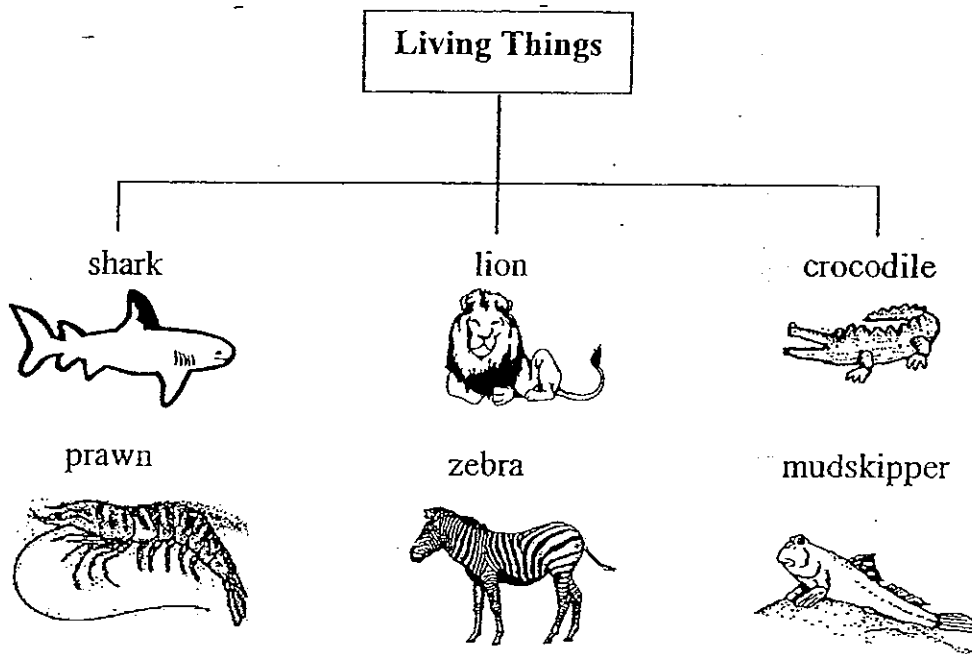 Living Things
shark
lion
crocodile
prawn
zebra
mudskipper